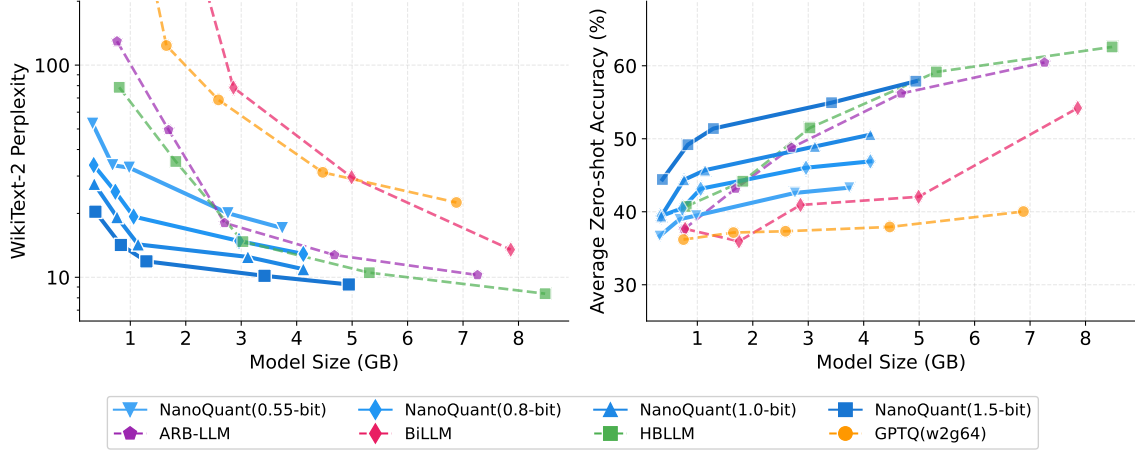 WikiText-2 Perplexity
100
10
1 2 3 4 5 6 7 8
Model Size (GB)
Average Zero-shot Accuracy (%)
60
50
40
30
1 2 3 4 5 6 7 8
Model Size (GB)
NanoQuant(0.55-bit) NanoQuant(0.8-bit) NanoQuant(1.0-bit) NanoQuant(1.5-bit)
ARB-LLM BiLLM HBLLM GPTQ(w2g64)